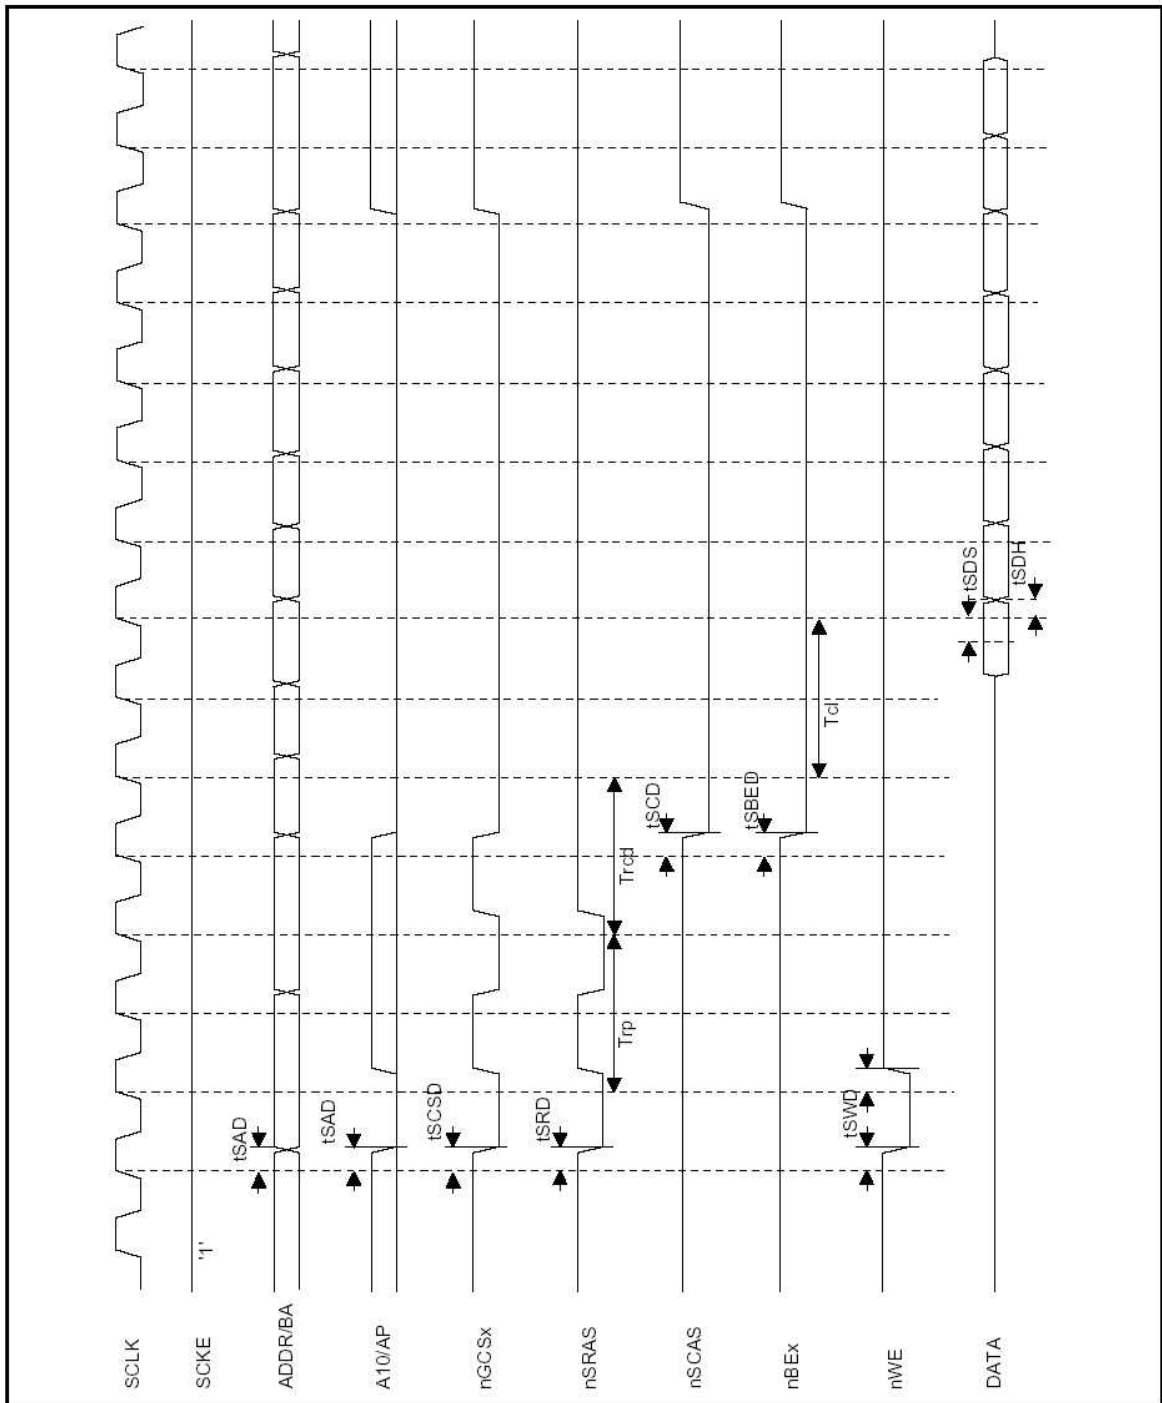 SCLK
SCKE
'1'
ADDR/BA
tSAD
A10/AP
tSAD
nGCSx
tSCSD
nSRAS
tSRD
Trp
Trcd
nSCAS
tSCD
nBEx
tSBED
Tcl
nWE
tSWD
DATA
tSDS
tSDH